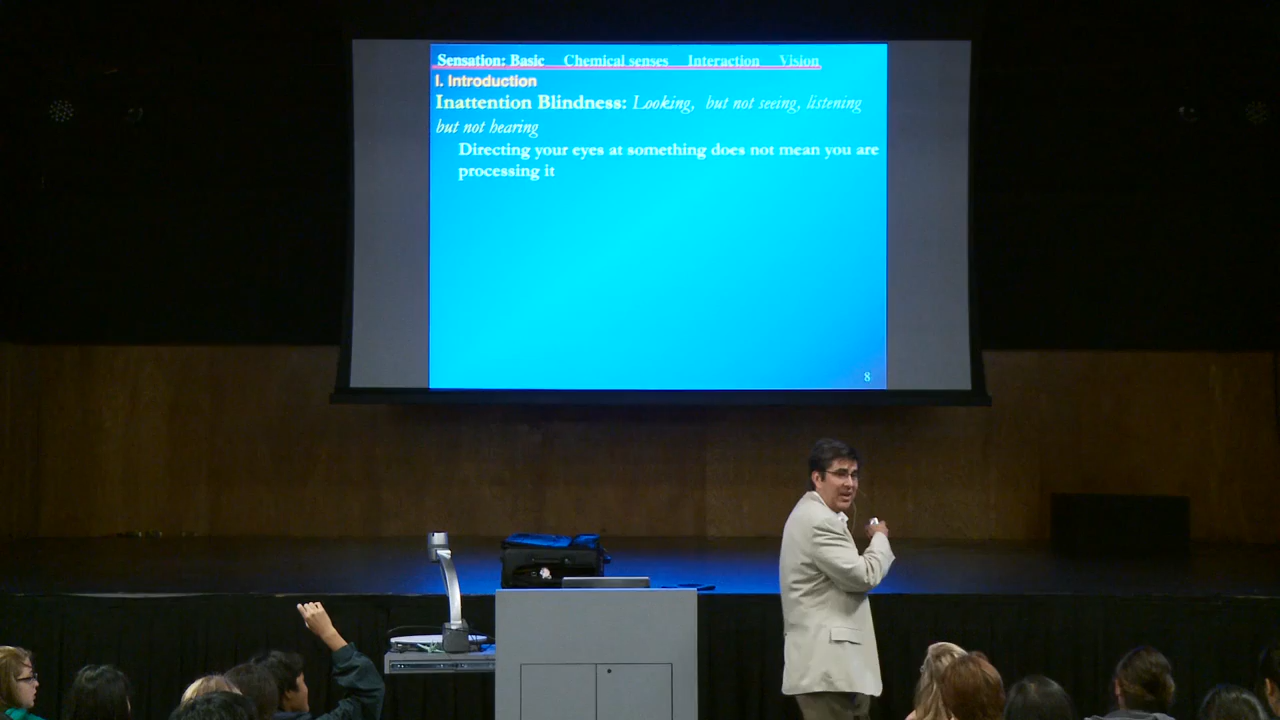 Sensation: Basic Chemical senses Interaction Vision
I. Introduction
Inattention Blindness: Looking, but not seeing, listening
but not hearing
Directing your eyes at something does not mean you are
processing it
8